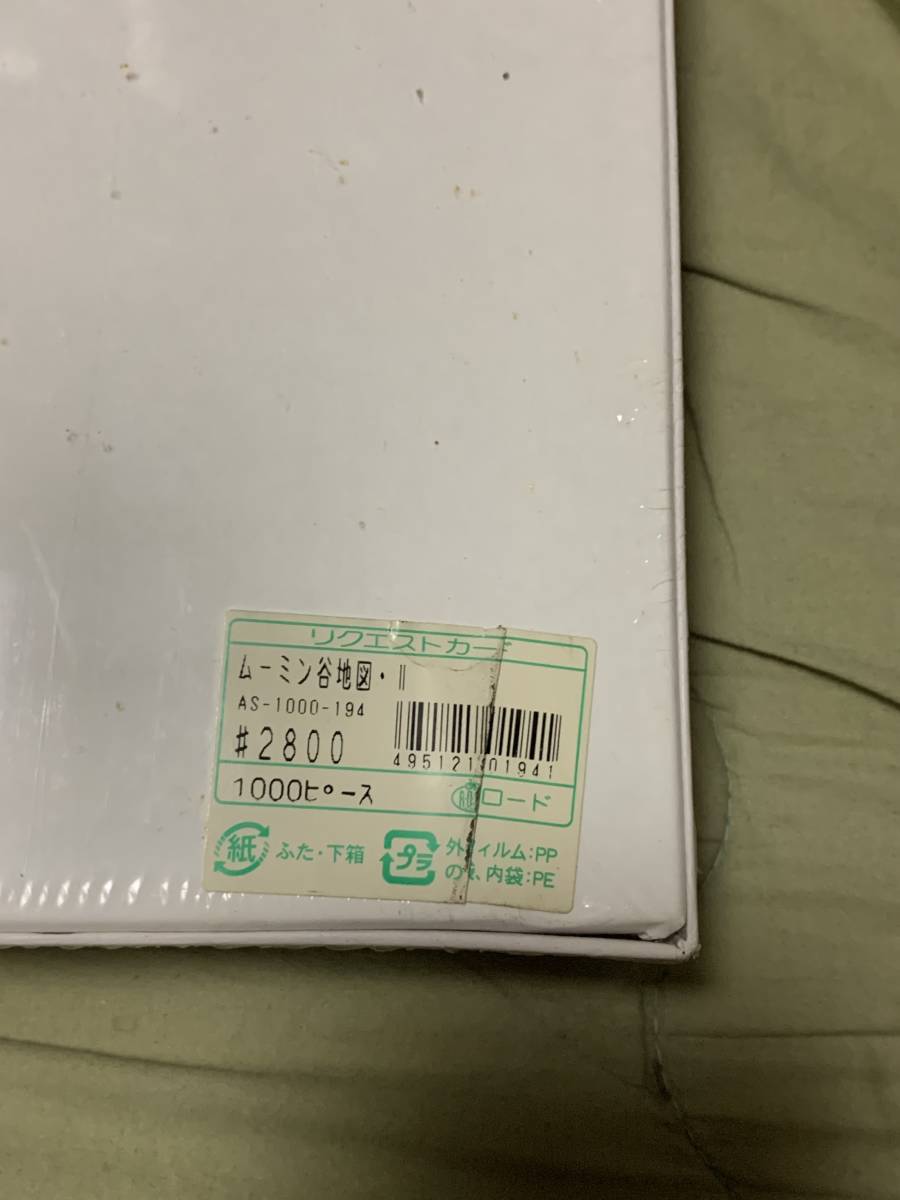 リクエストカード
ムーミン谷地図・Ⅱ
AS-1000-194
#2800
1000ピース
ロード
紙 ふた・下箱
プラ 外フィルム:PP
の、内袋:PE